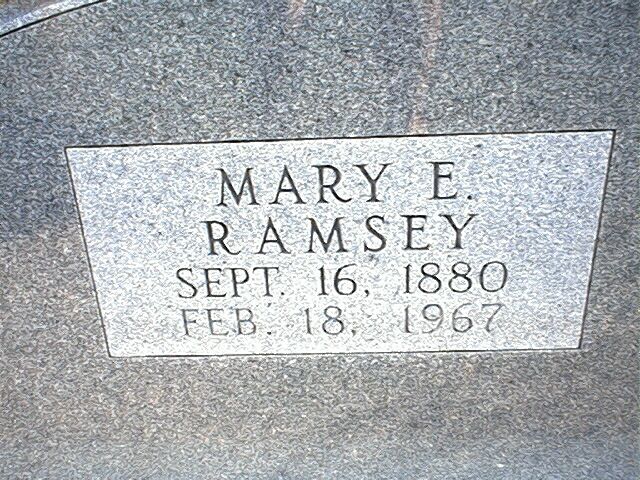 MARY E.
RAMSEY
SEPT. 16, 1880
FEB. 18, 1967